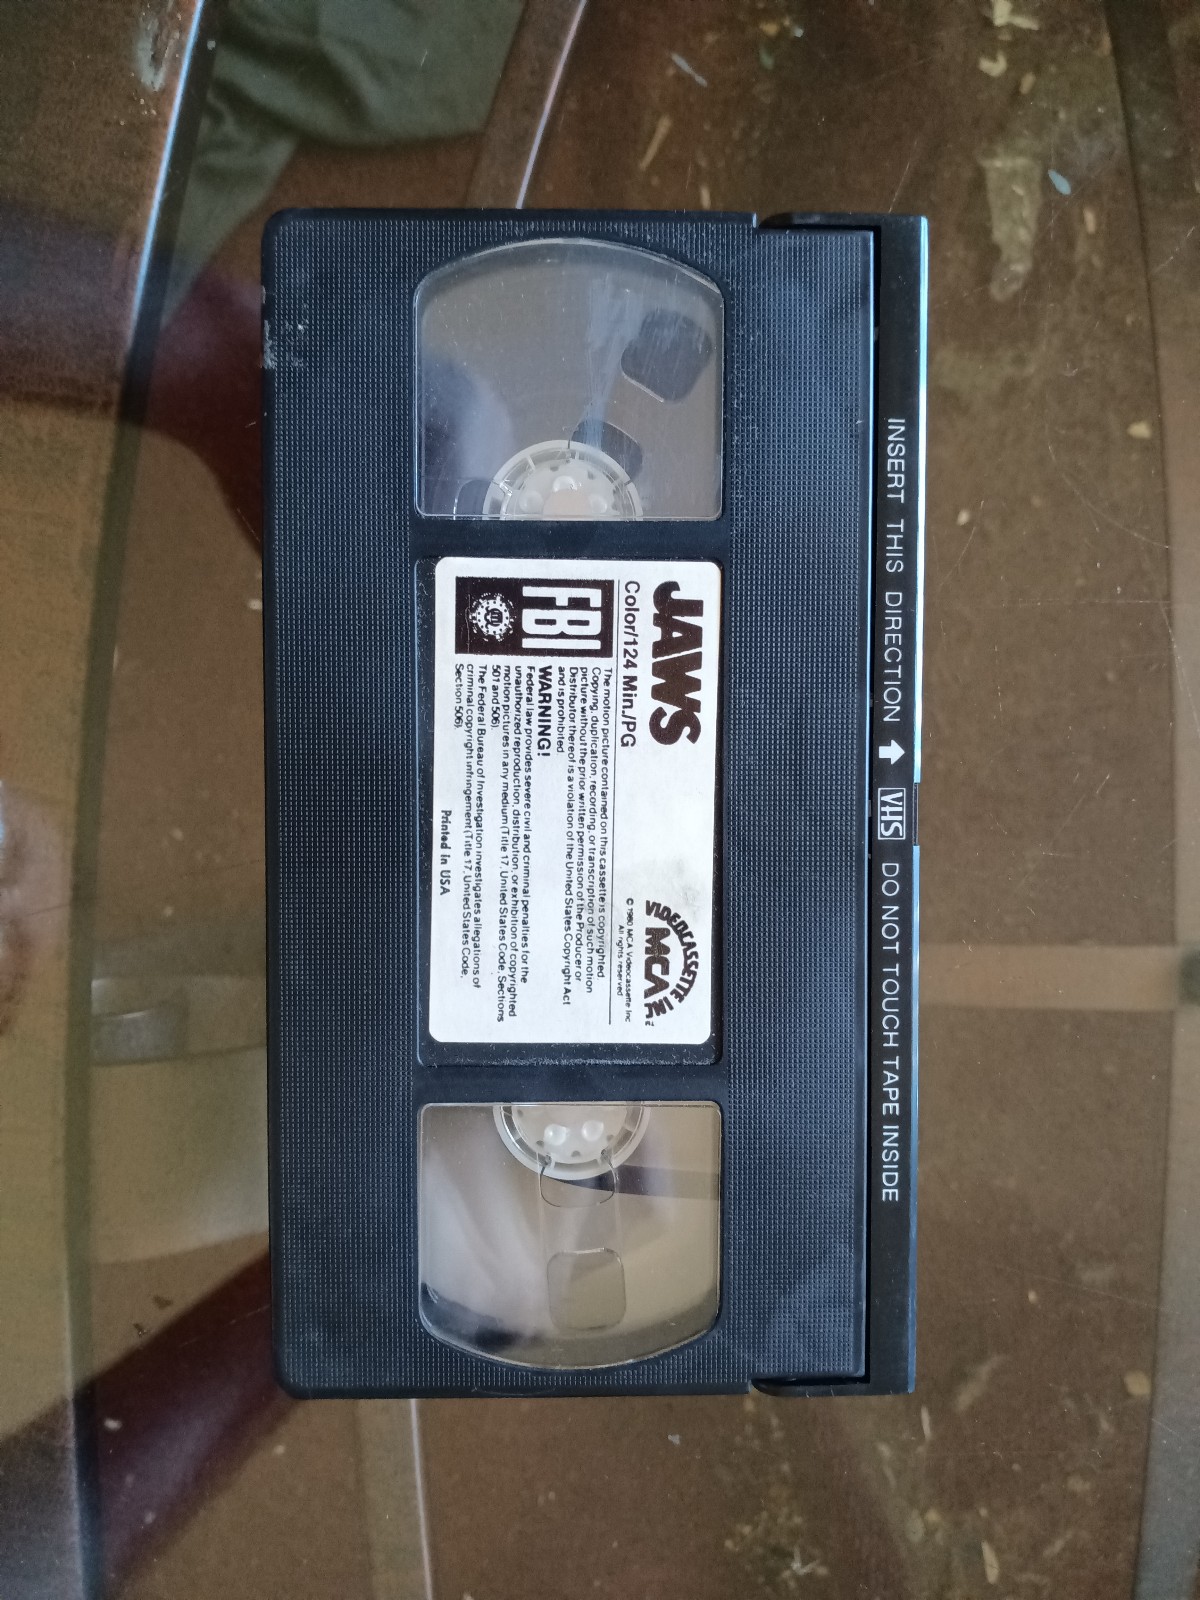 JAWS
Color/124 Min./PG
VIDEOCASSETTE
MCA
© 1980 MCA Videocassette Inc
All rights reserved
FBI
The motion picture contained on this cassette is copyrighted
Copying, duplication, recording, or transcription of such motion
picture without the prior written permission of the Producer or
Distributor thereof is a violation of the United States Copyright Act
and is prohibited
WARNING!
Federal law provides severe civil and criminal penalties for the
unauthorized reproduction, distribution, or exhibition of copyrighted
motion pictures in any medium (Title 17, United States Code, Sections
501 and 506).
The Federal Bureau of Investigation investigates allegations of
criminal copyright infringement (Title 17, United States Code,
Section 506).
Printed in USA
INSERT THIS DIRECTION VHS DO NOT TOUCH TAPE INSIDE